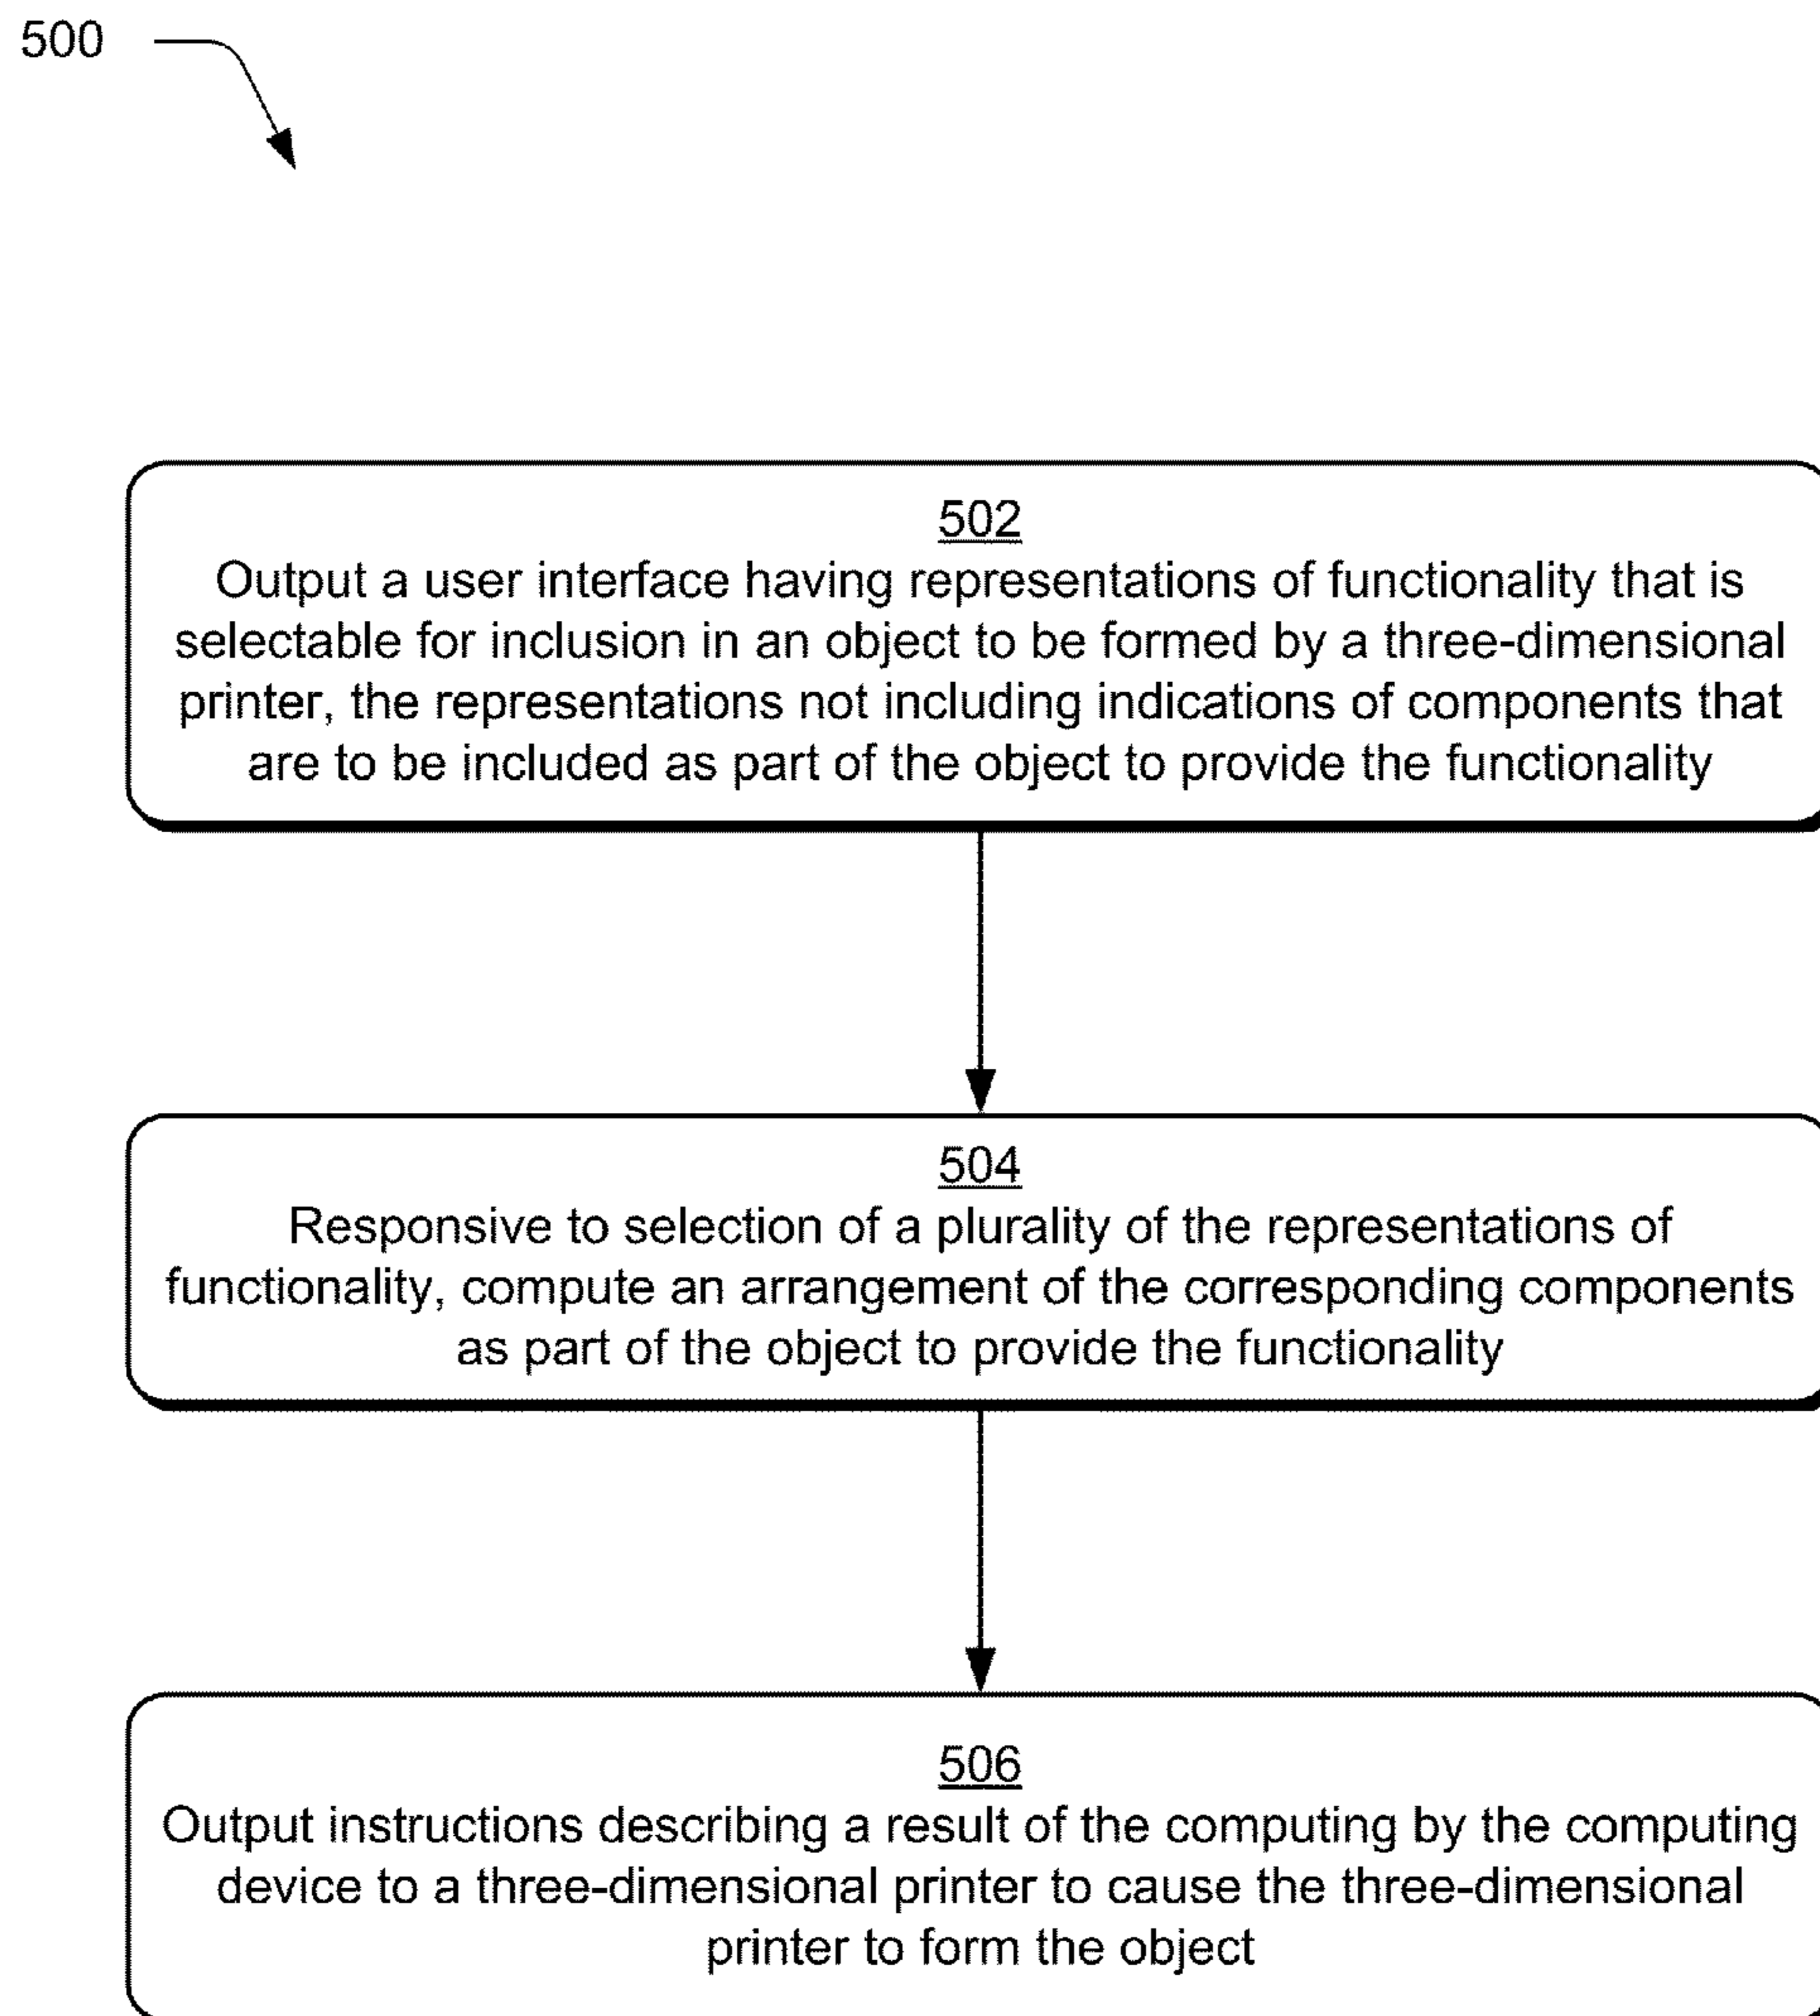 500
502
Output a user interface having representations of functionality that is
selectable for inclusion in an object to be formed by a three-dimensional
printer, the representations not including indications of components that
are to be included as part of the object to provide the functionality
504
Responsive to selection of a plurality of the representations of
functionality, compute an arrangement of the corresponding components
as part of the object to provide the functionality
506
Output instructions describing a result of the computing by the computing
device to a three-dimensional printer to cause the three-dimensional
printer to form the object